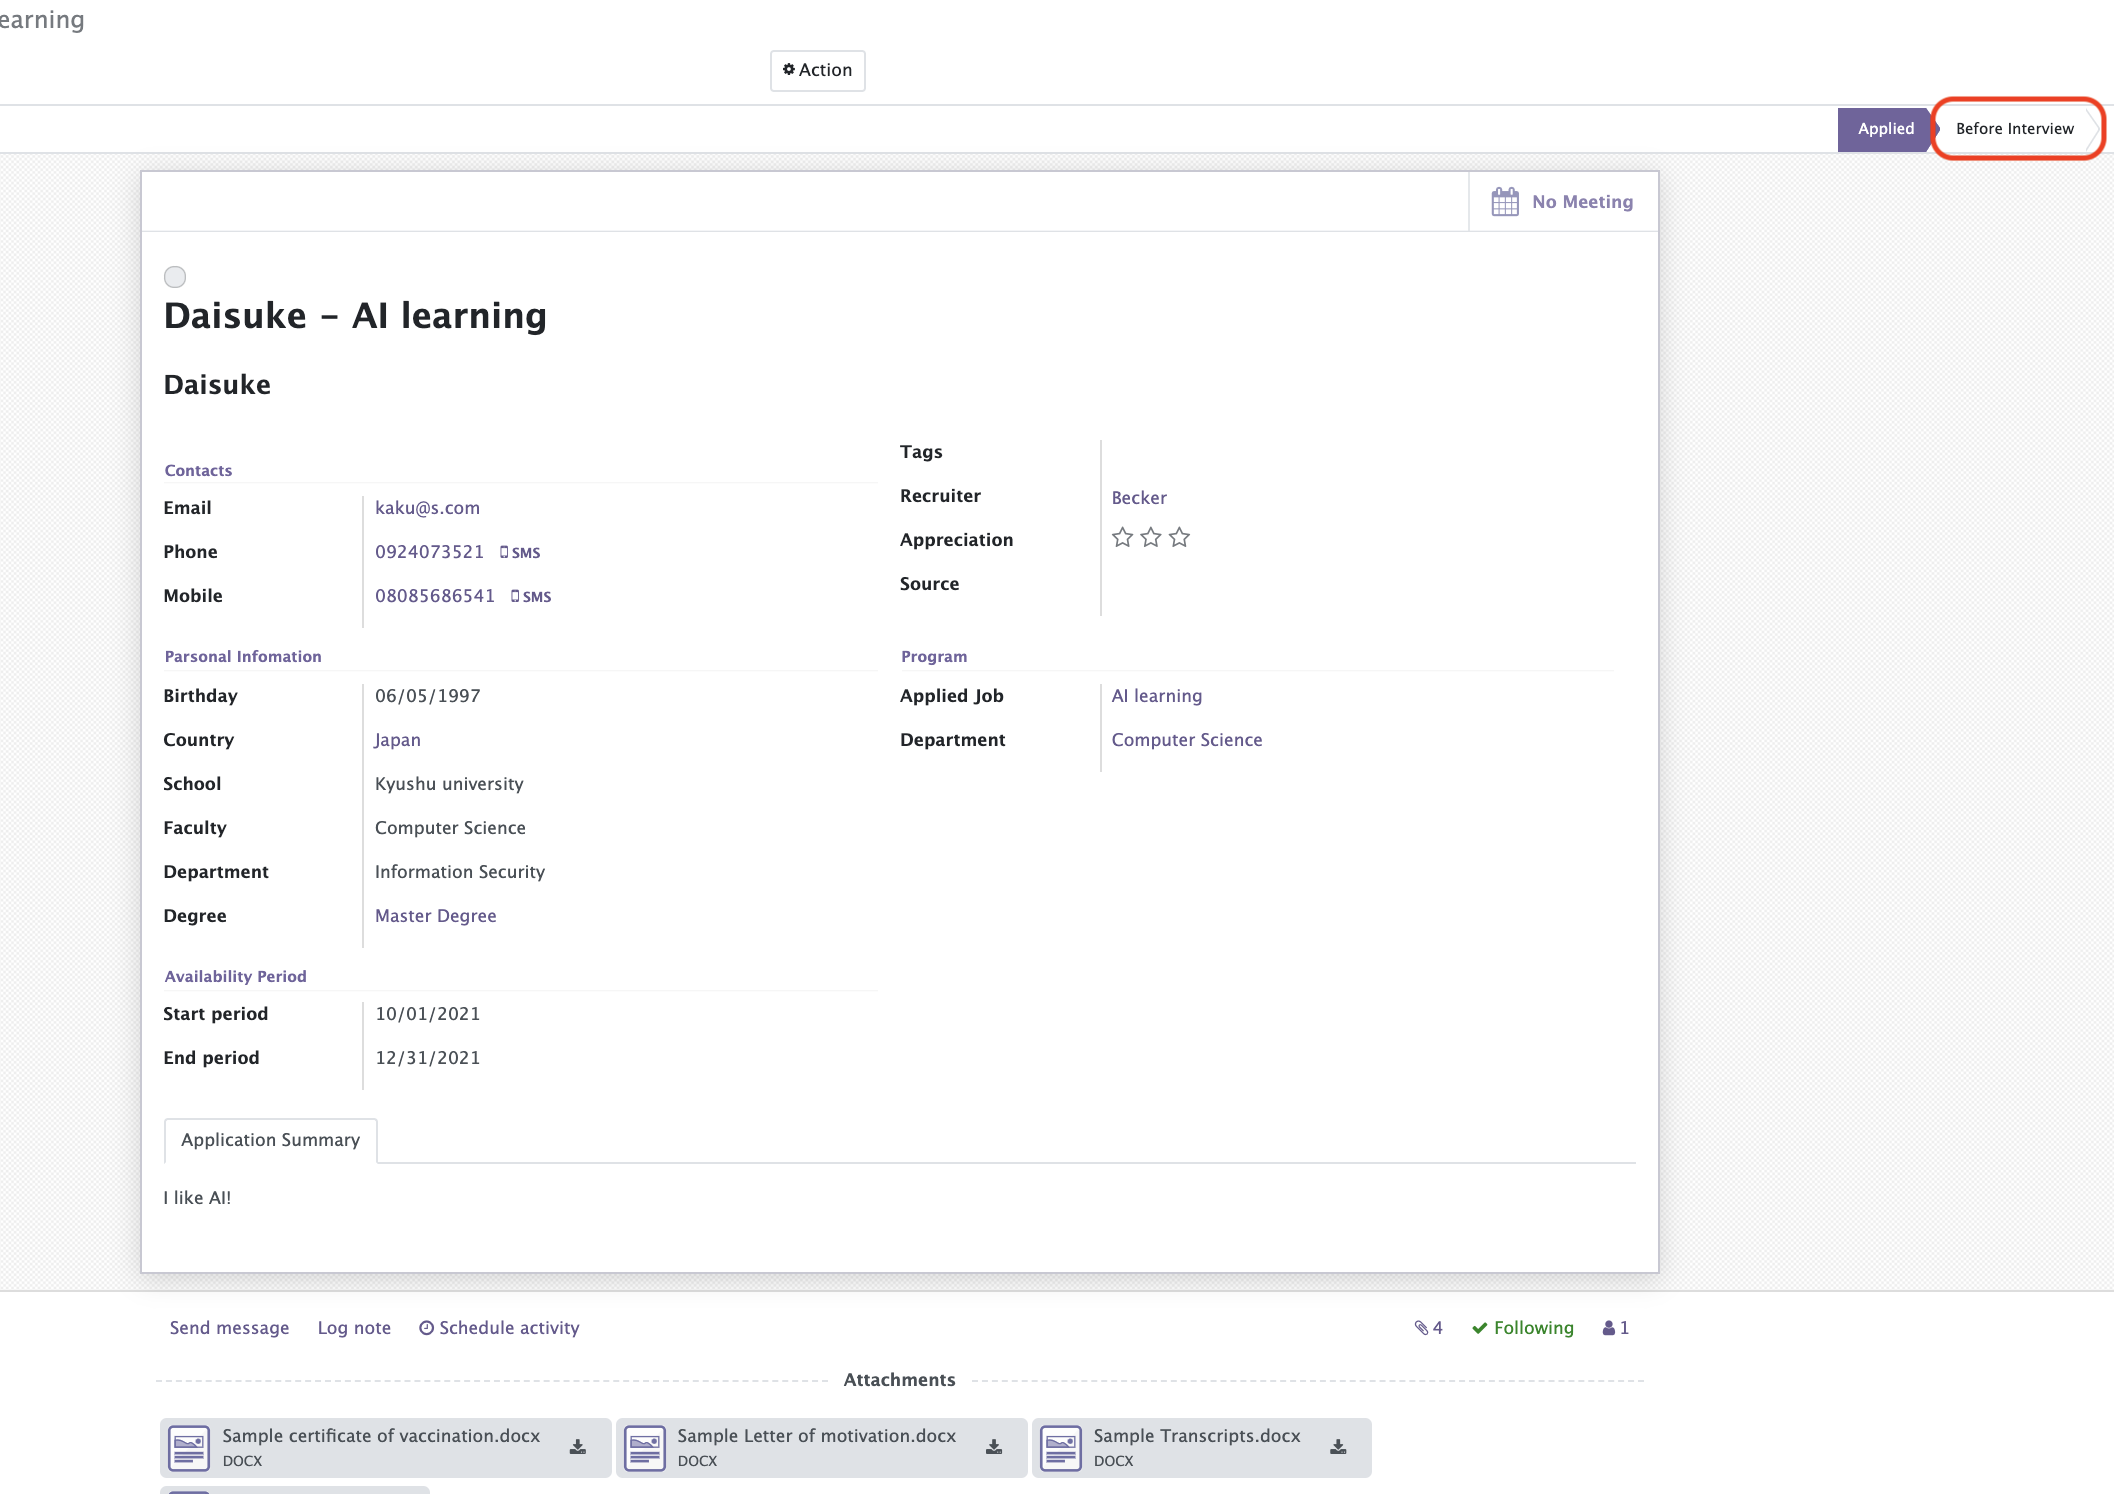 earning
Action
Applied
Before Interview
No Meeting
Daisuke - AI learning
Daisuke
Contacts
Email kaku@s.com
Phone 0924073521 SMS
Mobile 08085686541 SMS
Tags
Recruiter Becker
Appreciation
Source
Parsonal Infomation
Birthday 06/05/1997
Country Japan
School Kyushu university
Faculty Computer Science
Department Information Security
Degree Master Degree
Program
Applied Job AI learning
Department Computer Science
Availability Period
Start period 10/01/2021
End period 12/31/2021
Application Summary
I like AI!
Send message Log note Schedule activity 4 Following 1
Attachments
Sample certificate of vaccination.docx
DOCX
Sample Letter of motivation.docx
DOCX
Sample Transcripts.docx
DOCX